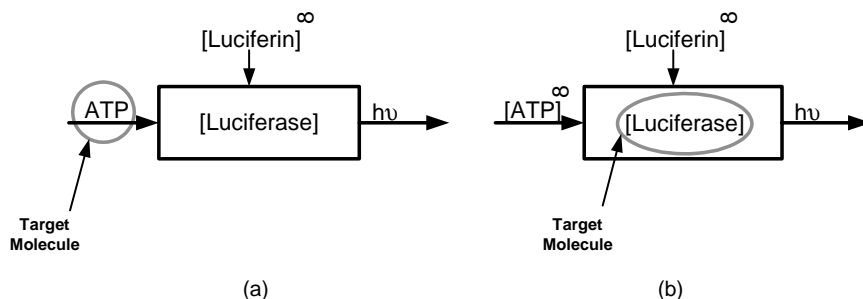 [Luciferin]∞
ATP
[Luciferase]
hυ
Target
Molecule
(a)
[Luciferin]∞
[ATP]∞
[Luciferase]
hυ
Target
Molecule
(b)